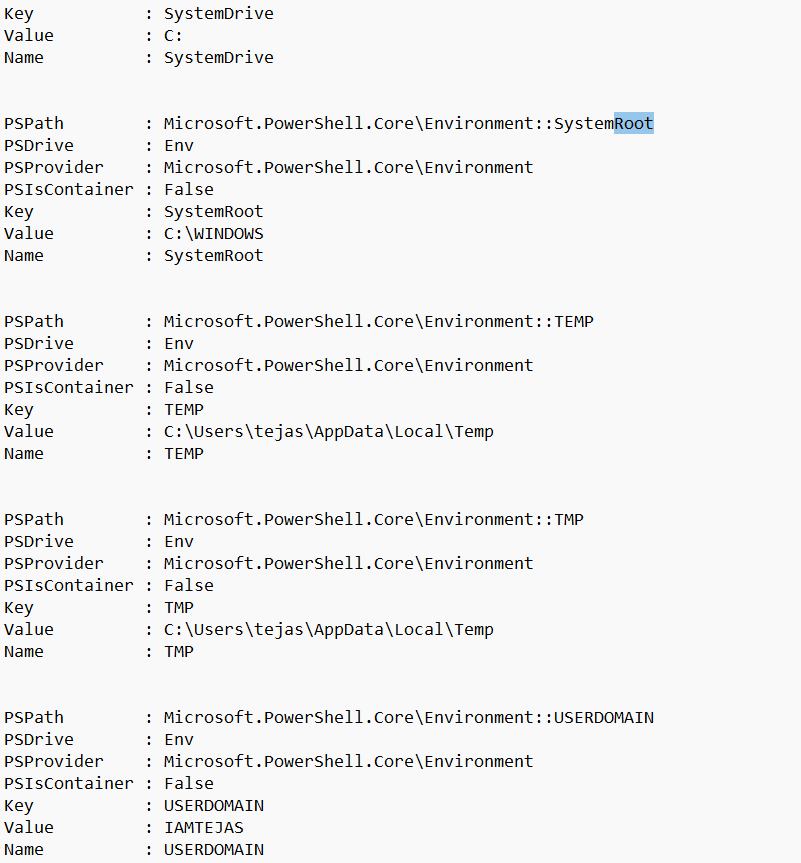 Key : SystemDrive
Value : C:
Name : SystemDrive
PSPath : Microsoft.PowerShell.Core\Environment::SystemRoot
PSDrive : Env
PSProvider : Microsoft.PowerShell.Core\Environment
PSIsContainer : False
Key : SystemRoot
Value : C:\WINDOWS
Name : SystemRoot
PSPath : Microsoft.PowerShell.Core\Environment::TEMP
PSDrive : Env
PSProvider : Microsoft.PowerShell.Core\Environment
PSIsContainer : False
Key : TEMP
Value : C:\Users\tejas\AppData\Local\Temp
Name : TEMP
PSPath : Microsoft.PowerShell.Core\Environment::TMP
PSDrive : Env
PSProvider : Microsoft.PowerShell.Core\Environment
PSIsContainer : False
Key : TMP
Value : C:\Users\tejas\AppData\Local\Temp
Name : TMP
PSPath : Microsoft.PowerShell.Core\Environment::USERDOMAIN
PSDrive : Env
PSProvider : Microsoft.PowerShell.Core\Environment
PSIsContainer : False
Key : USERDOMAIN
Value : IAMTEJAS
Name : USERDOMAIN